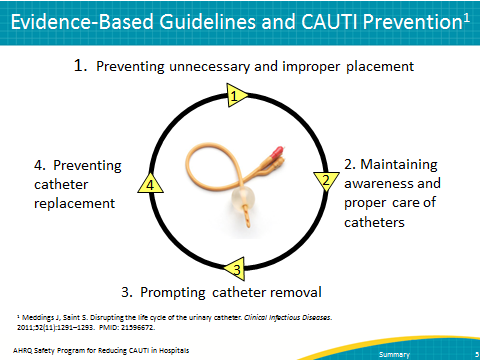 Evidence-Based Guidelines and CAUTI Prevention¹
1. Preventing unnecessary and improper placement
1
4. Preventing
catheter
replacement
4
2
2. Maintaining
awareness and
proper care of
catheters
3
3. Prompting catheter removal
¹ Meddings J, Saint S. Disrupting the life cycle of the urinary catheter. Clinical Infectious Diseases.
2011;52(11):1291–1293. PMID: 21596672.
AHRQ Safety Program for Reducing CAUTI in Hospitals
Summary
5